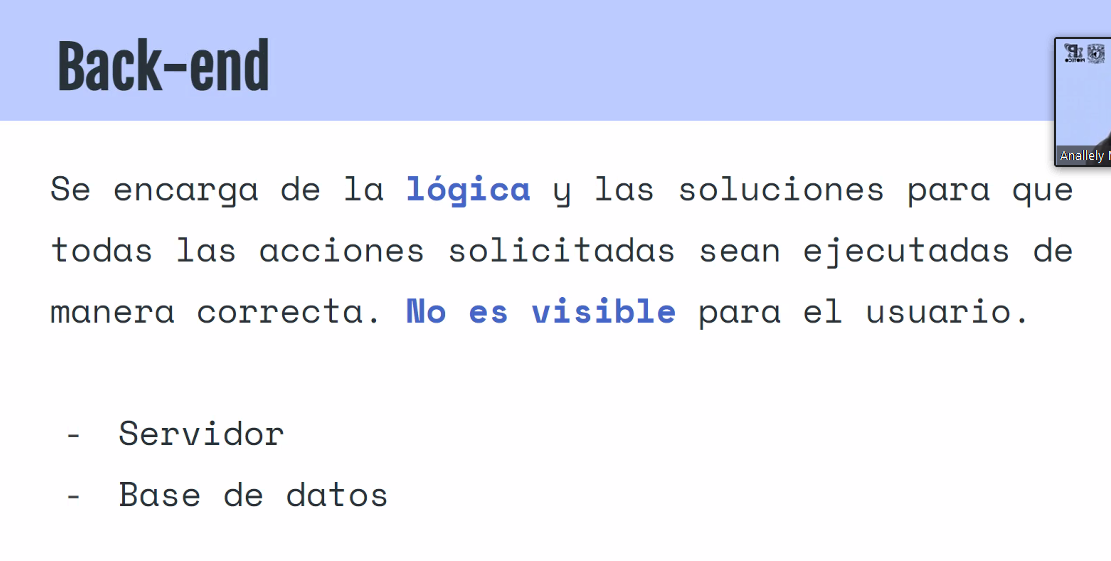 Back-end
Se encarga de la lógica y las soluciones para que
todas las acciones solicitadas sean ejecutadas de
manera correcta. No es visible para el usuario.
- Servidor
- Base de datos
Anallely